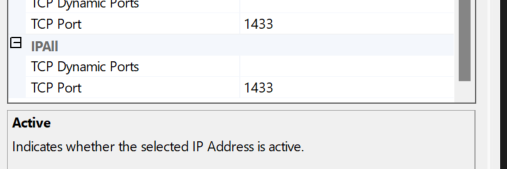 TCP Dynamic Ports
TCP Port 1433
IPAll
TCP Dynamic Ports
TCP Port 1433
Active
Indicates whether the selected IP Address is active.